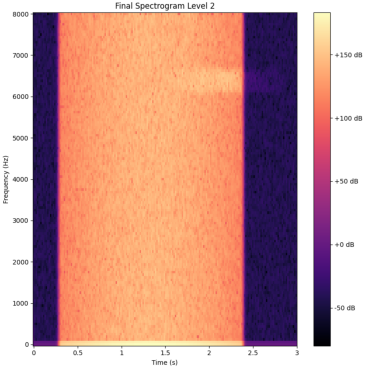 Final Spectrogram Level 2
8000
7000
6000
5000
4000
3000
2000
1000
0
Frequency (Hz)
0 0.5 1 1.5 2 2.5 3
Time (s)
+150 dB
+100 dB
+50 dB
+0 dB
-50 dB